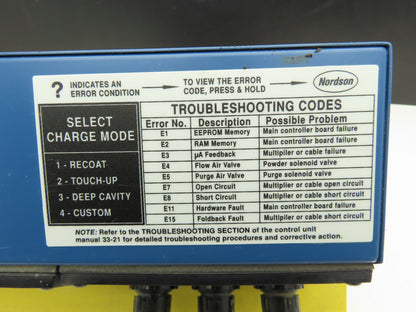 ? INDICATES AN ERROR CONDITION → TO VIEW THE ERROR CODE, PRESS & HOLD → Nordson
SELECT
CHARGE MODE
1 - RECOAT
2 - TOUCH-UP
3 - DEEP CAVITY
4 - CUSTOM
TROUBLESHOOTING CODES
Error No. Description Possible Problem
E1 EEPROM Memory Main controller board failure
E2 RAM Memory Main controller board failure
E3 µA Feedback Multiplier or cable failure
E4 Flow Air Valve Powder solenoid valve
E5 Purge Air Valve Purge solenoid valve
E7 Open Circuit Multiplier or cable open circuit
E8 Short Circuit Multiplier or cable short circuit
E11 Hardware Fault Main controller board failure
E15 Foldback Fault Multiplier or cable short circuit
NOTE: Refer to the TROUBLESHOOTING SECTION of the control unit
manual 33-21 for detailed troubleshooting procedures and corrective action.